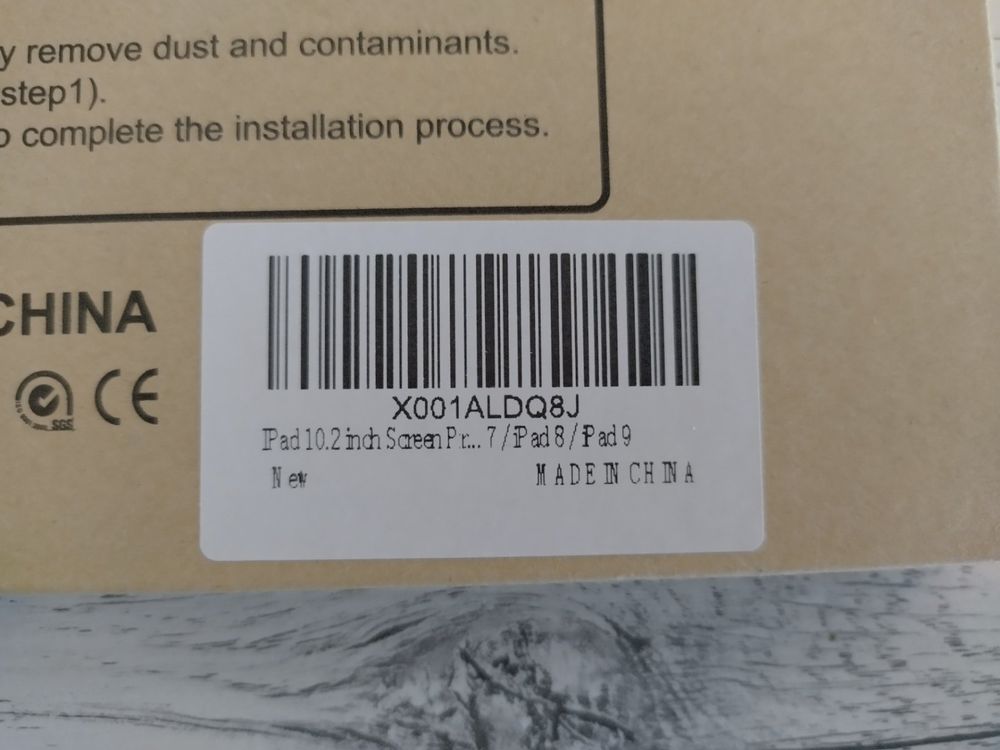 y remove dust and contaminants.
step1).
o complete the installation process.
CHINA
SGS
CE
X001ALDQ8J
IPad 10.2 inch Screen Pr... 7 / iPad 8 / iPad 9
New
MADE IN CHINA